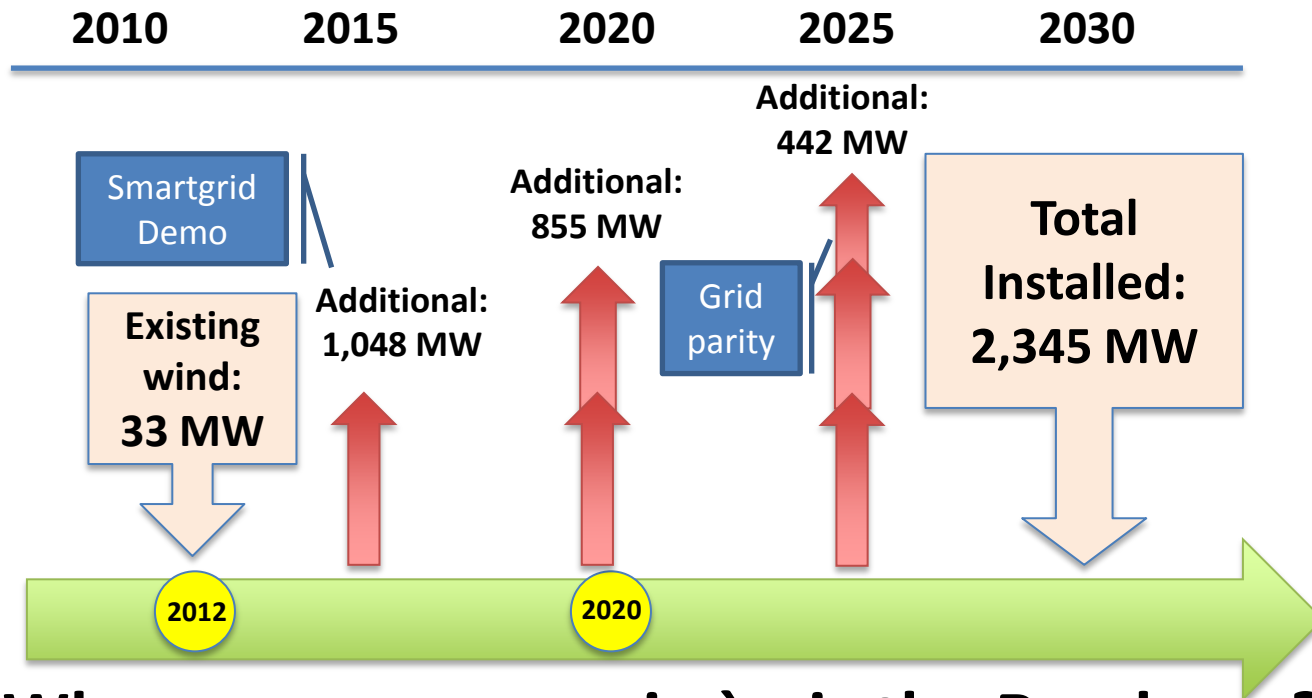 2010 2015 2020 2025 2030
Additional:
442 MW
Smartgrid
Demo
Additional:
855 MW
Total
Installed:
2,345 MW
Grid
parity
Existing
wind:
33 MW
Additional:
1,048 MW
2012
2020